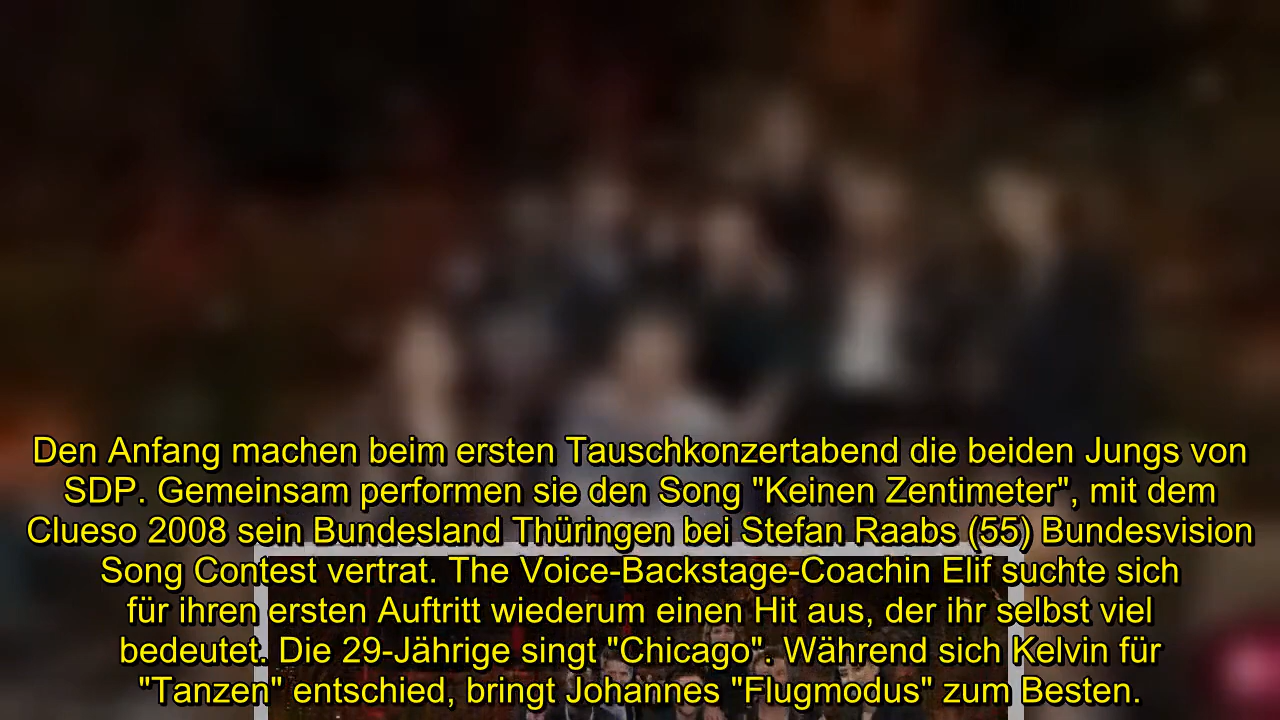 Den Anfang machen beim ersten Tauschkonzertabend die beiden Jungs von
SDP. Gemeinsam performen sie den Song "Keinen Zentimeter", mit dem
Clueso 2008 sein Bundesland Thüringen bei Stefan Raabs (55) Bundesvision
Song Contest vertrat. The Voice-Backstage-Coachin Elif suchte sich
für ihren ersten Auftritt wiederum einen Hit aus, der ihr selbst viel
bedeutet. Die 29-Jährige singt "Chicago". Während sich Kelvin für
"Tanzen" entschied, bringt Johannes "Flugmodus" zum Besten.